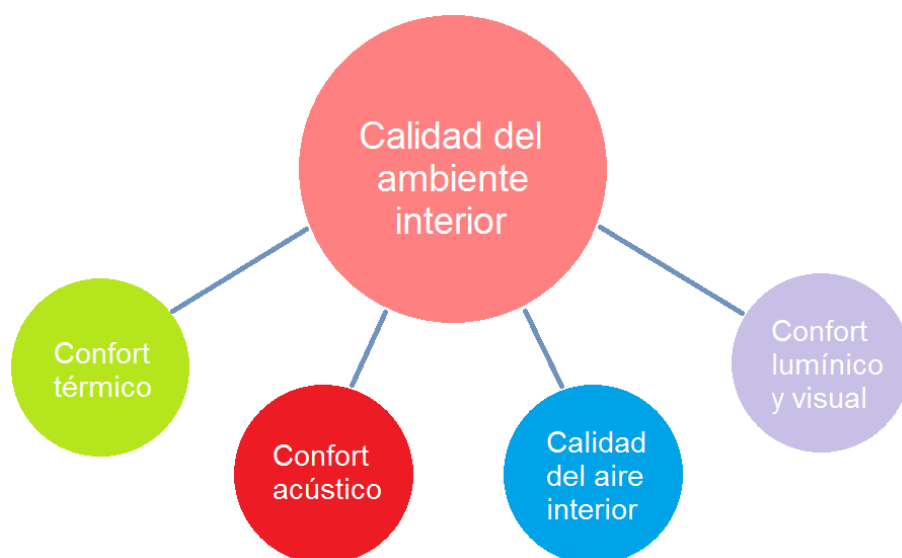 Calidad del
ambiente
interior
Confort
térmico
Confort
acústico
Calidad
del aire
interior
Confort
lumínico
y visual